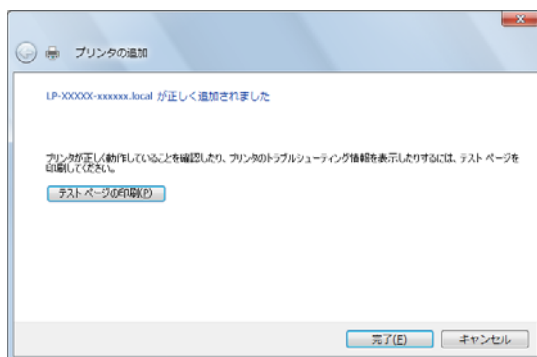 プリンタの追加
LP-XXXXX-xxxxxx.local が正しく追加されました
プリンタが正しく動作していることを確認したり、プリンタのトラブルシューティング情報を表示したりするには、テスト ページを
印刷してください。
テスト ページの印刷(P)
完了(E)
キャンセル